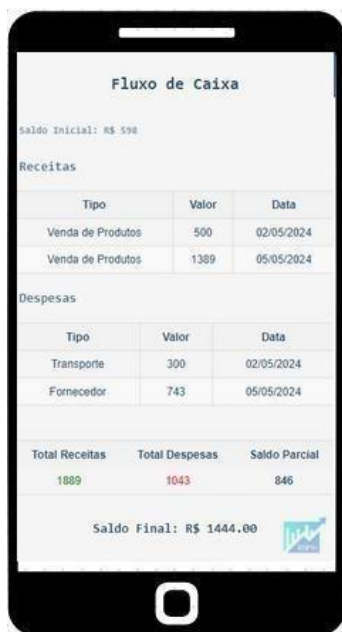 Fluxo de Caixa
Saldo Inicial: R$ 598
Receitas
Tipo Valor Data
Venda de Produtos 500 02/05/2024
Venda de Produtos 1389 05/05/2024
Despesas
Tipo Valor Data
Transporte 300 02/05/2024
Fornecedor 743 05/05/2024
Total Receitas Total Despesas Saldo Parcial
1889 1043 846
Saldo Final: R$ 1444.00